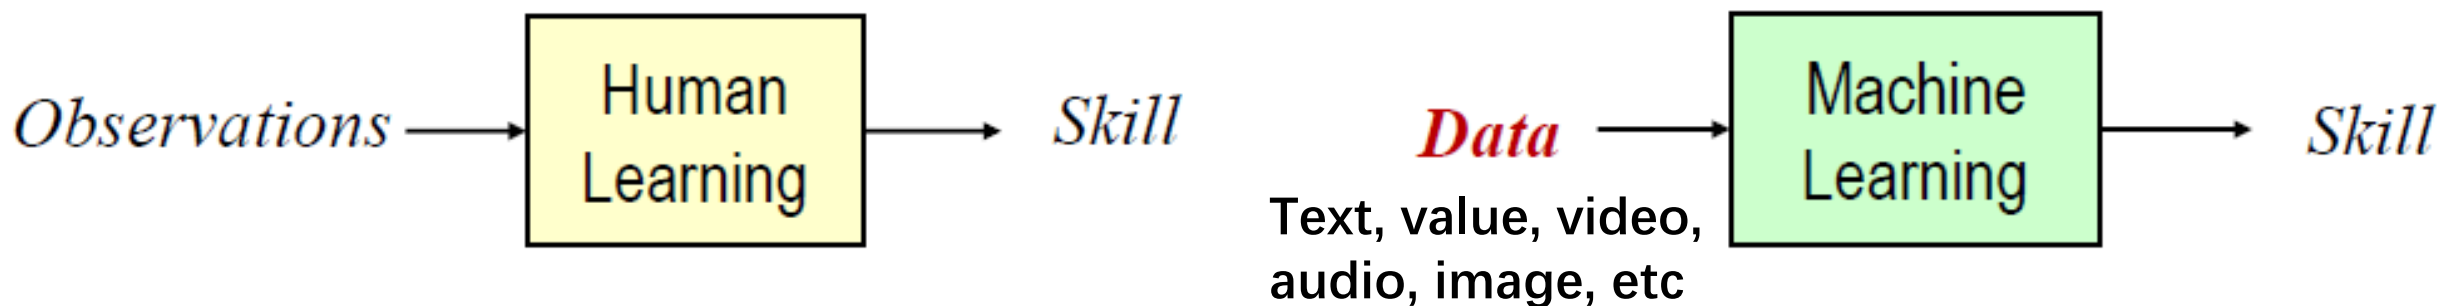 Observations
Human
Learning
Skill
Data
Text, value, video,
audio, image, etc
Machine
Learning
Skill